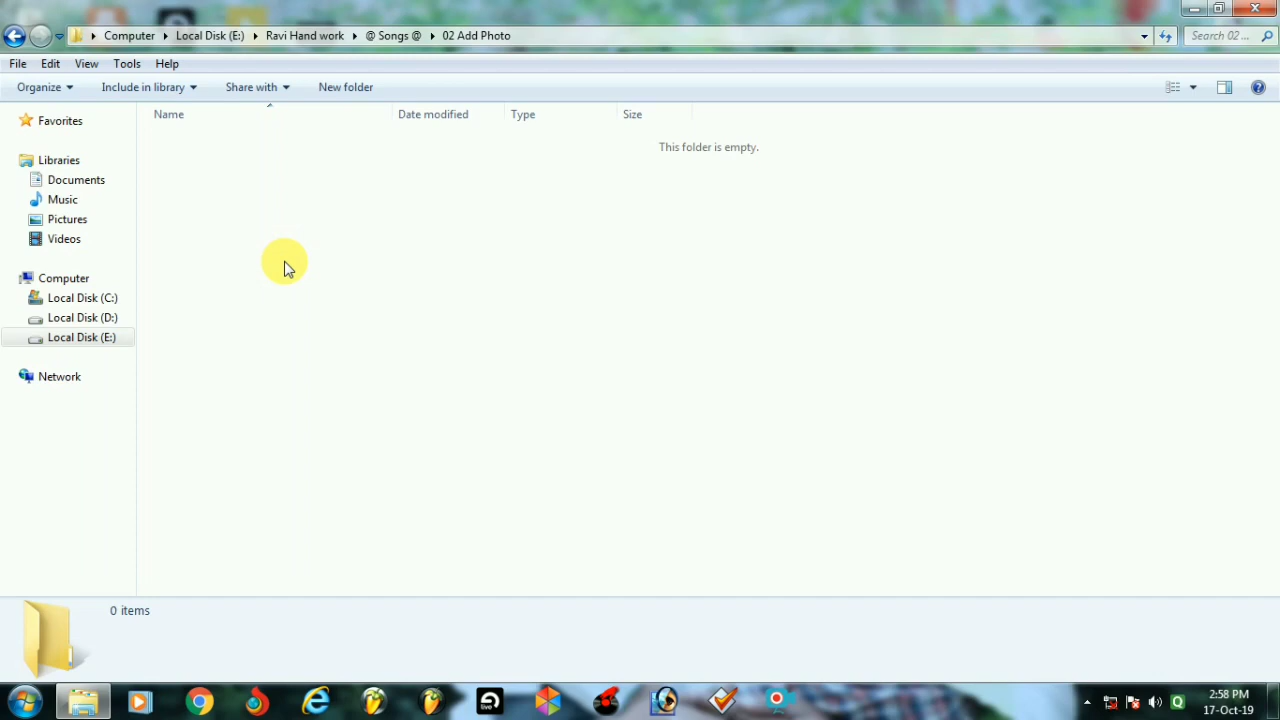 Computer Local Disk (E:) Ravi Hand work @ Songs @ 02 Add Photo Search 02 ...
File Edit View Tools Help
Organize Include in library Share with New folder
Name Date modified Type Size
This folder is empty.
Favorites
Libraries
Documents
Music
Pictures
Videos
Computer
Local Disk (C:)
Local Disk (D:)
Local Disk (E:)
Network
0 items
live
2:58 PM
17-Oct-19